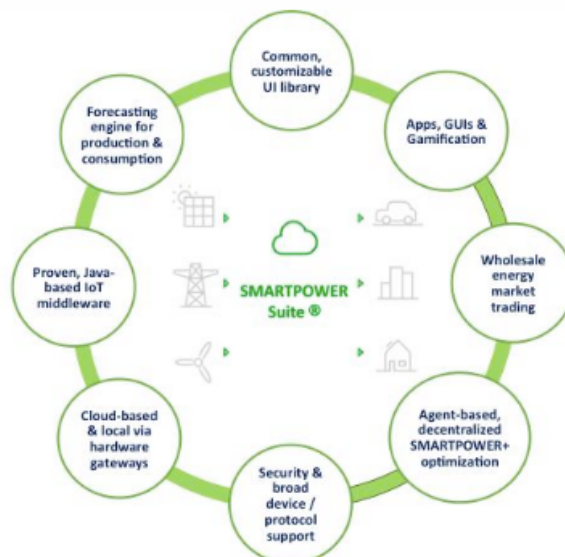 Common,
customizable
UI library
Apps, GUIs &
Gamification
Wholesale
energy
market
trading
Agent-based,
decentralized
SMARTPOWER+
optimization
Security &
broad
device /
protocol
support
Cloud-based
& local via
hardware
gateways
Proven, Java-
based IoT
middleware
Forecasting
engine for
production &
consumption
SMARTPOWER
Suite ®